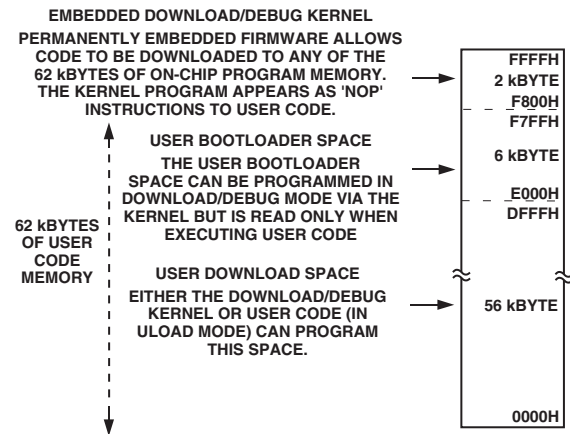 EMBEDDED DOWNLOAD/DEBUG KERNEL
PERMANENTLY EMBEDDED FIRMWARE ALLOWS
CODE TO BE DOWNLOADED TO ANY OF THE
62 kBYTES OF ON-CHIP PROGRAM MEMORY.
THE KERNEL PROGRAM APPEARS AS 'NOP'
INSTRUCTIONS TO USER CODE.
FFFFH
2 kBYTE
F800H
F7FFH
USER BOOTLOADER SPACE
THE USER BOOTLOADER
SPACE CAN BE PROGRAMMED IN
DOWNLOAD/DEBUG MODE VIA THE
KERNEL BUT IS READ ONLY WHEN
EXECUTING USER CODE
6 kBYTE
E000H
DFFFH
62 kBYTES
OF USER
CODE
MEMORY
USER DOWNLOAD SPACE
EITHER THE DOWNLOAD/DEBUG
KERNEL OR USER CODE (IN
ULOAD MODE) CAN PROGRAM
THIS SPACE.
56 kBYTE
0000H